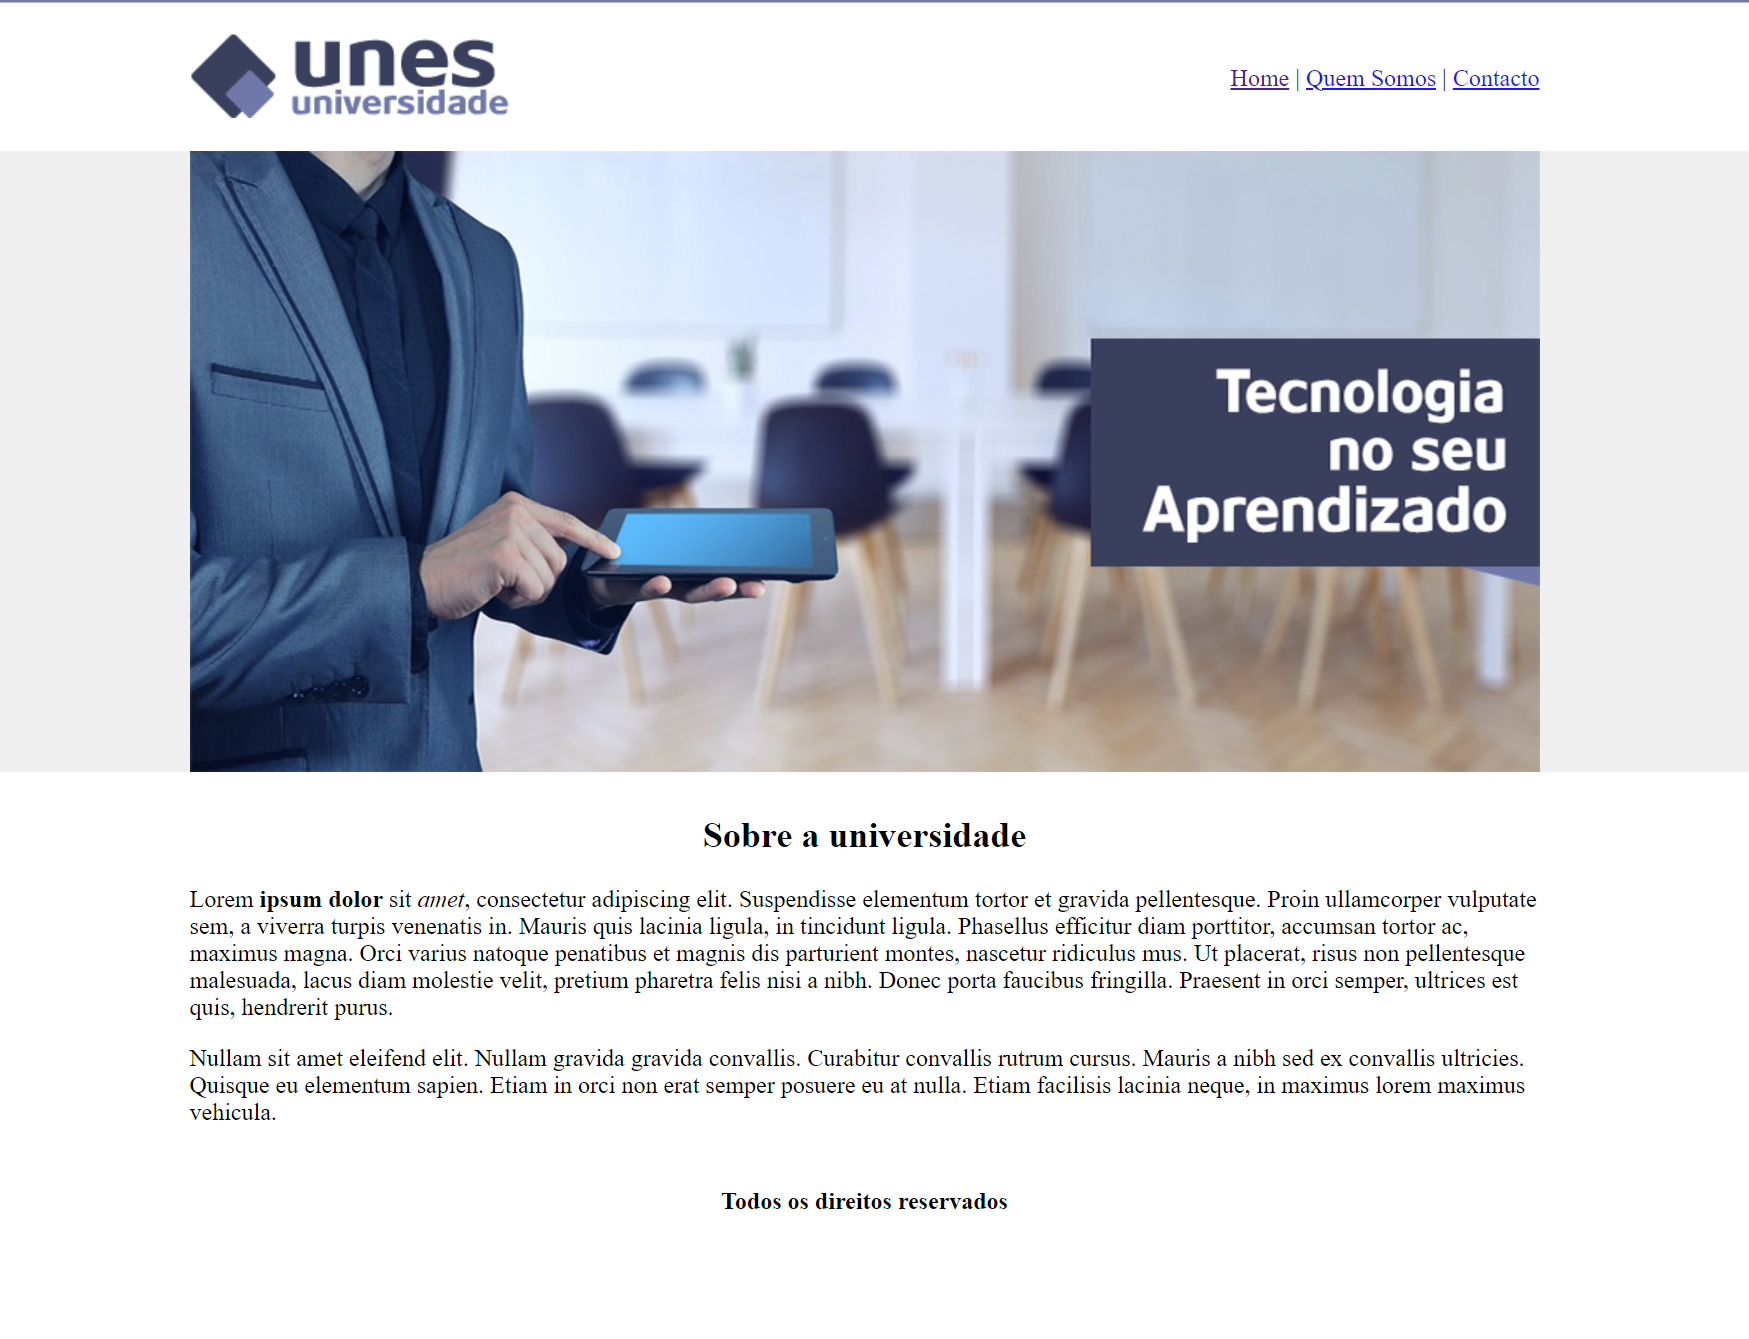 unes
universidade
Home | Quem Somos | Contacto
Tecnologia
no seu
Aprendizado
Sobre a universidade
Lorem ipsum dolor sit amet, consectetur adipiscing elit. Suspendisse elementum tortor et gravida pellentesque. Proin ullamcorper vulputate
sem, a viverra turpis venenatis in. Mauris quis lacinia ligula, in tincidunt ligula. Phasellus efficitur diam porttitor, accumsan tortor ac,
maximus magna. Orci varius natoque penatibus et magnis dis parturient montes, nascetur ridiculus mus. Ut placerat, risus non pellentesque
malesuada, lacus diam molestie velit, pretium pharetra felis nisi a nibh. Donec porta faucibus fringilla. Praesent in orci semper, ultrices est
quis, hendrerit purus.
Nullam sit amet eleifend elit. Nullam gravida gravida convallis. Curabitur convallis rutrum cursus. Mauris a nibh sed ex convallis ultricies.
Quisque eu elementum sapien. Etiam in orci non erat semper posuere eu at nulla. Etiam facilisis lacinia neque, in maximus lorem maximus
vehicula.
Todos os direitos reservados